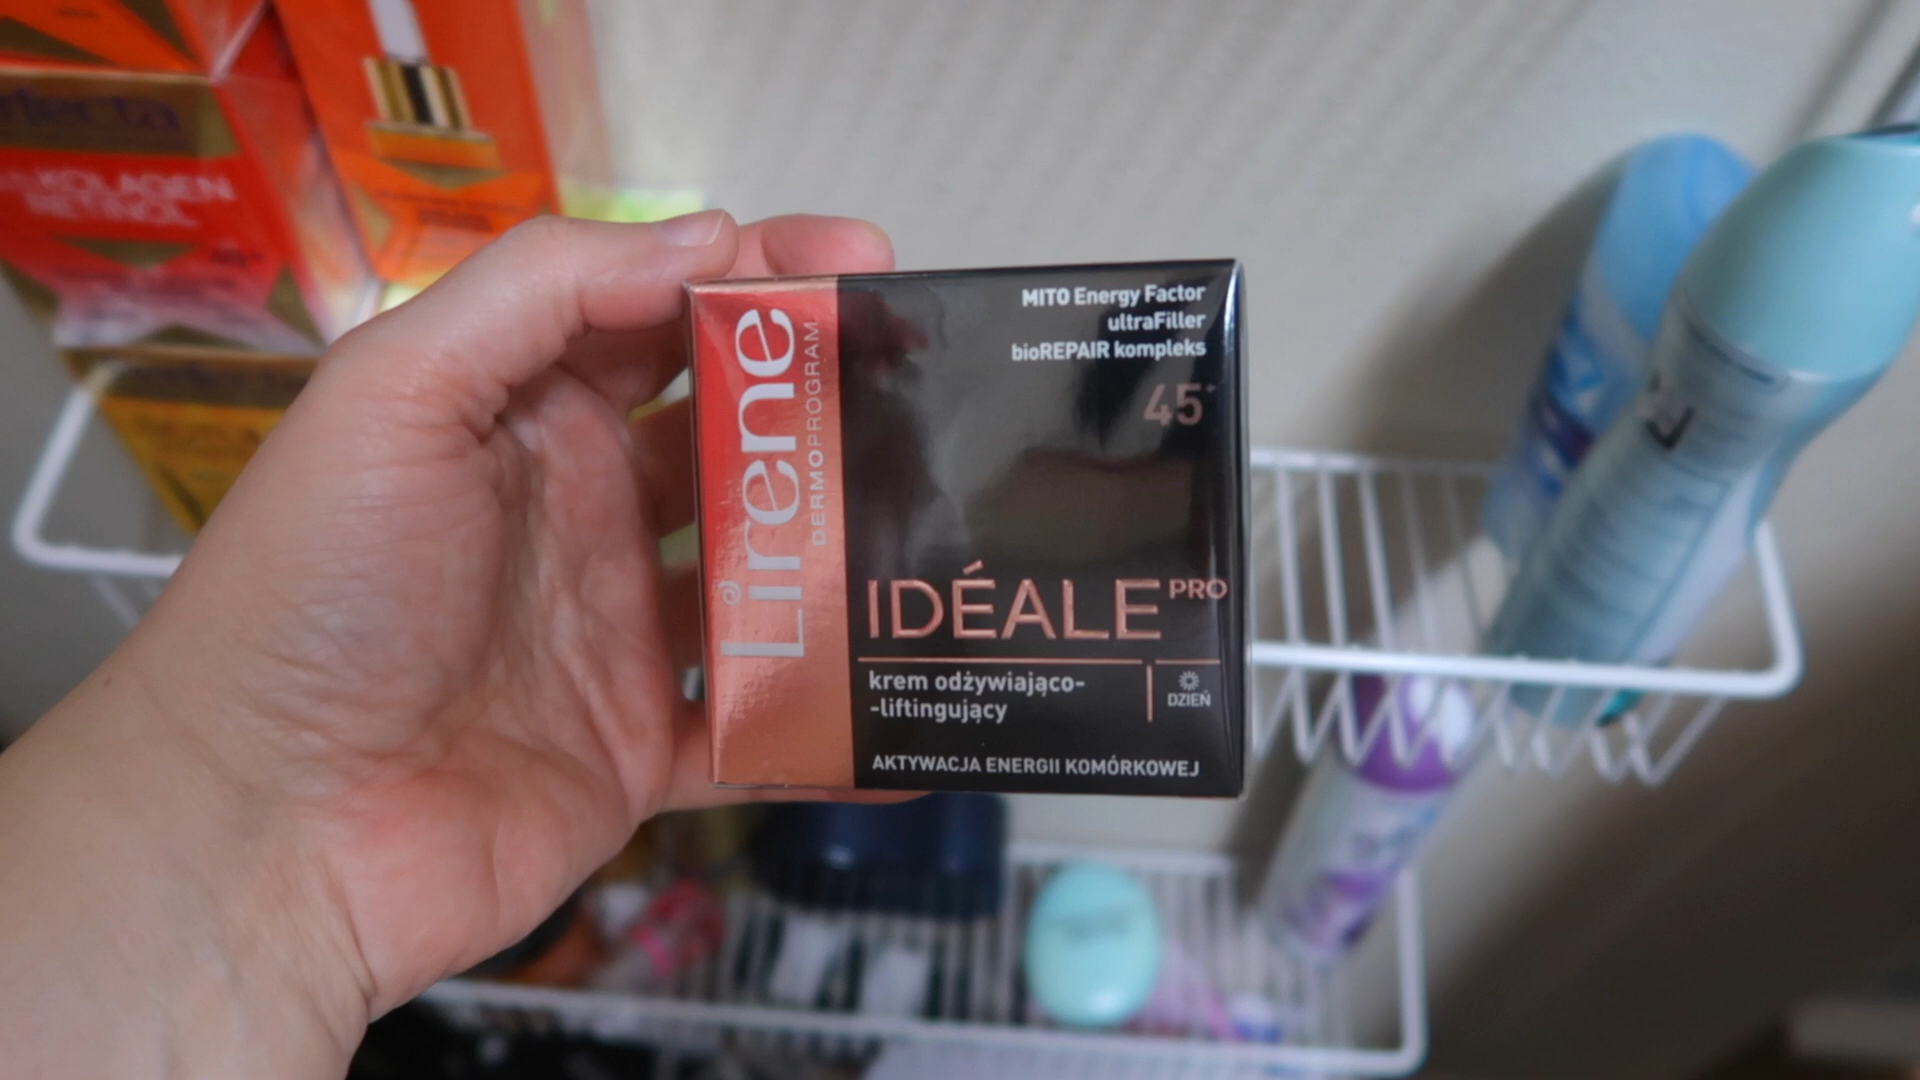 KOLAGEN
RETINOL
Lirene
DERMOPROGRAM
MITO Energy Factor
ultraFiller
bioREPAIR kompleks
45+
IDÉALE PRO
krem odżywiająco-
-liftingujący
DZIEŃ
AKTYWACJA ENERGII KOMÓRKOWEJ